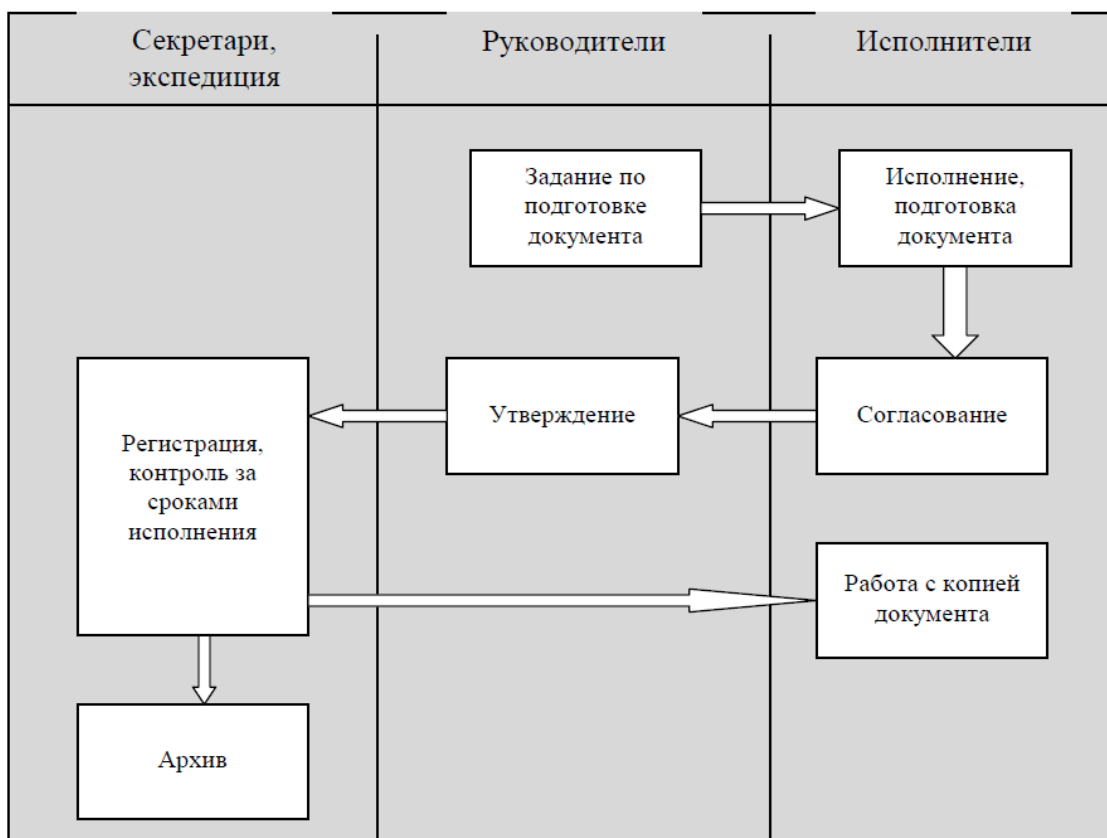 Секретари,
экспедиция
Руководители
Исполнители
Задание по
подготовке
документа
Исполнение,
подготовка
документа
Регистрация,
контроль за
сроками
исполнения
Утверждение
Согласование
Работа с копией
документа
Архив